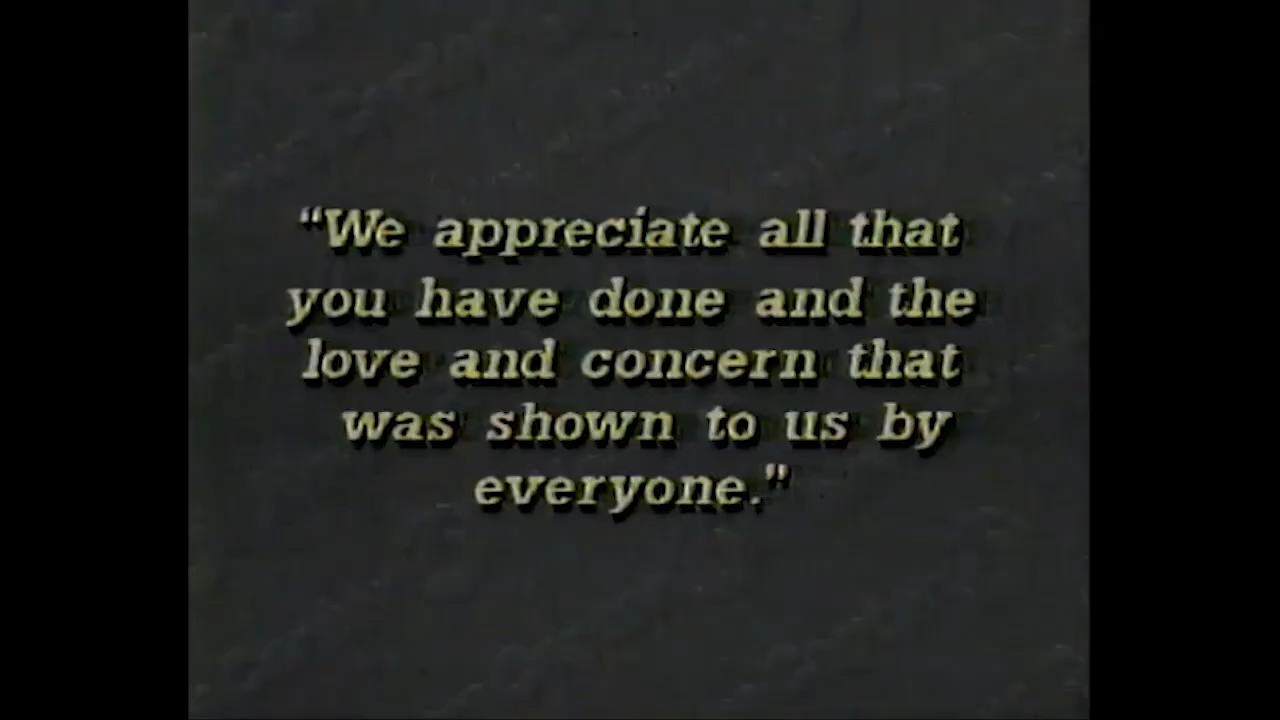 “We appreciate all that
you have done and the
love and concern that
was shown to us by
everyone.”